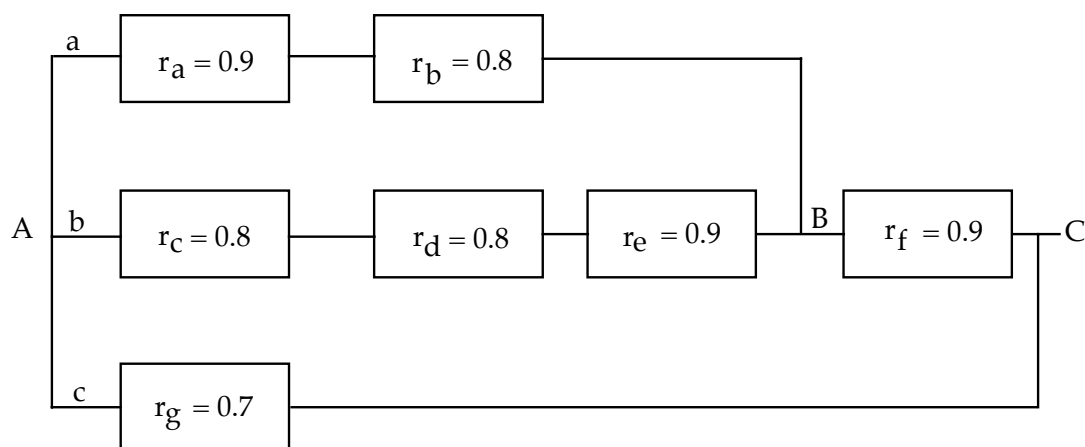 a
r_a = 0.9
r_b = 0.8
A
b
r_c = 0.8
r_d = 0.8
r_e = 0.9
B
r_f = 0.9
C
c
r_g = 0.7